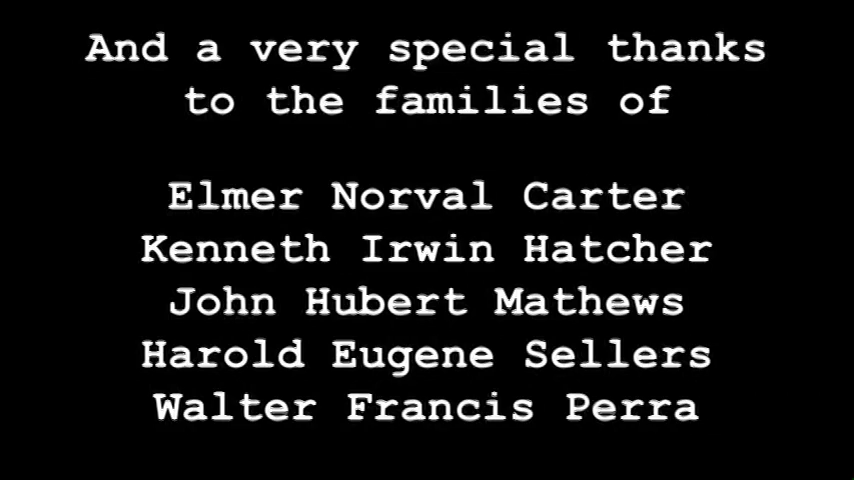 And a very special thanks
to the families of
Elmer Norval Carter
Kenneth Irwin Hatcher
John Hubert Mathews
Harold Eugene Sellers
Walter Francis Perra